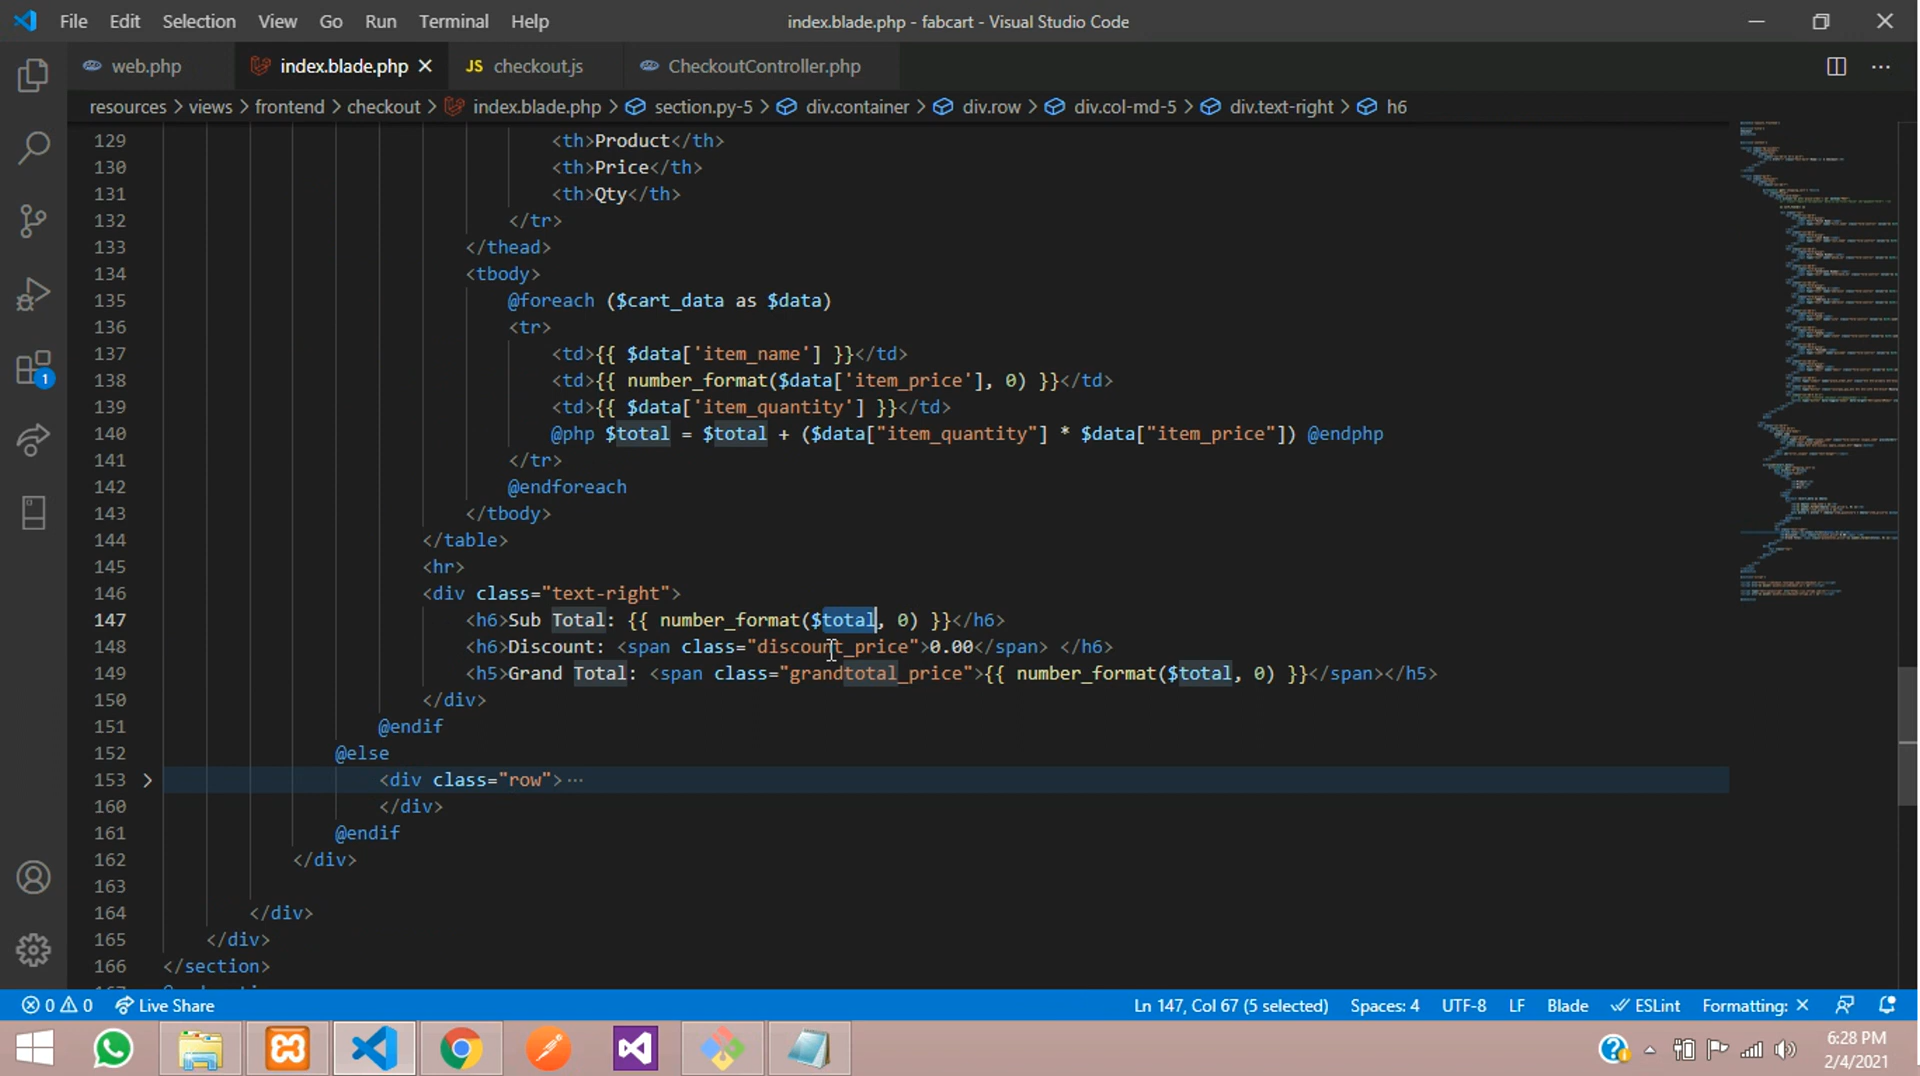 File Edit Selection View Go Run Terminal Help index.blade.php - fabcart - Visual Studio Code
web.php index.blade.php JS checkout.js CheckoutController.php
resources > views > frontend > checkout > index.blade.php > section.py-5 > div.container > div.row > div.col-md-5 > div.text-right > h6
129 <th>Product</th>
130 <th>Price</th>
131 <th>Qty</th>
132 </tr>
133 </thead>
134 <tbody>
135 @foreach ($cart_data as $data)
136 <tr>
137 <td>{{ $data['item_name'] }}</td>
138 <td>{{ number_format($data['item_price'], 0) }}</td>
139 <td>{{ $data['item_quantity'] }}</td>
140 @php $total = $total + ($data["item_quantity"] * $data["item_price"]) @endphp
141 </tr>
142 @endforeach
143 </tbody>
144 </table>
145 <hr>
146 <div class="text-right">
147 <h6>Sub Total: {{ number_format($total, 0) }}</h6>
148 <h6>Discount: <span class="discount_price">0.00</span> </h6>
149 <h5>Grand Total: <span class="grandtotal_price">{{ number_format($total, 0) }}</span></h5>
150 </div>
151 @endif
152 @else
153 <div class="row"> ...
160 </div>
161 @endif
162 </div>
163
164 </div>
165 </div>
166 </section>
1
0 0 Live Share Ln 147, Col 67 (5 selected) Spaces: 4 UTF-8 LF Blade ESLint Formatting: ×
6:28 PM
2/4/2021